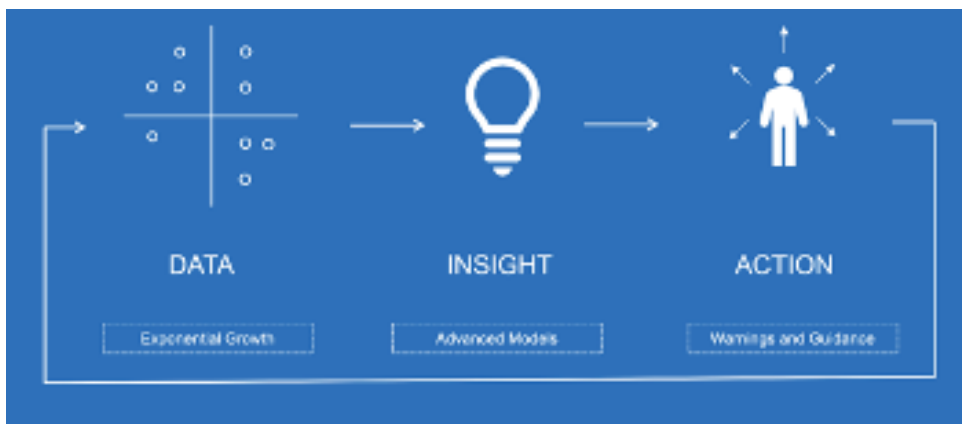 DATA
INSIGHT
ACTION
Exponential Growth
Advanced Models
Warnings and Guidance